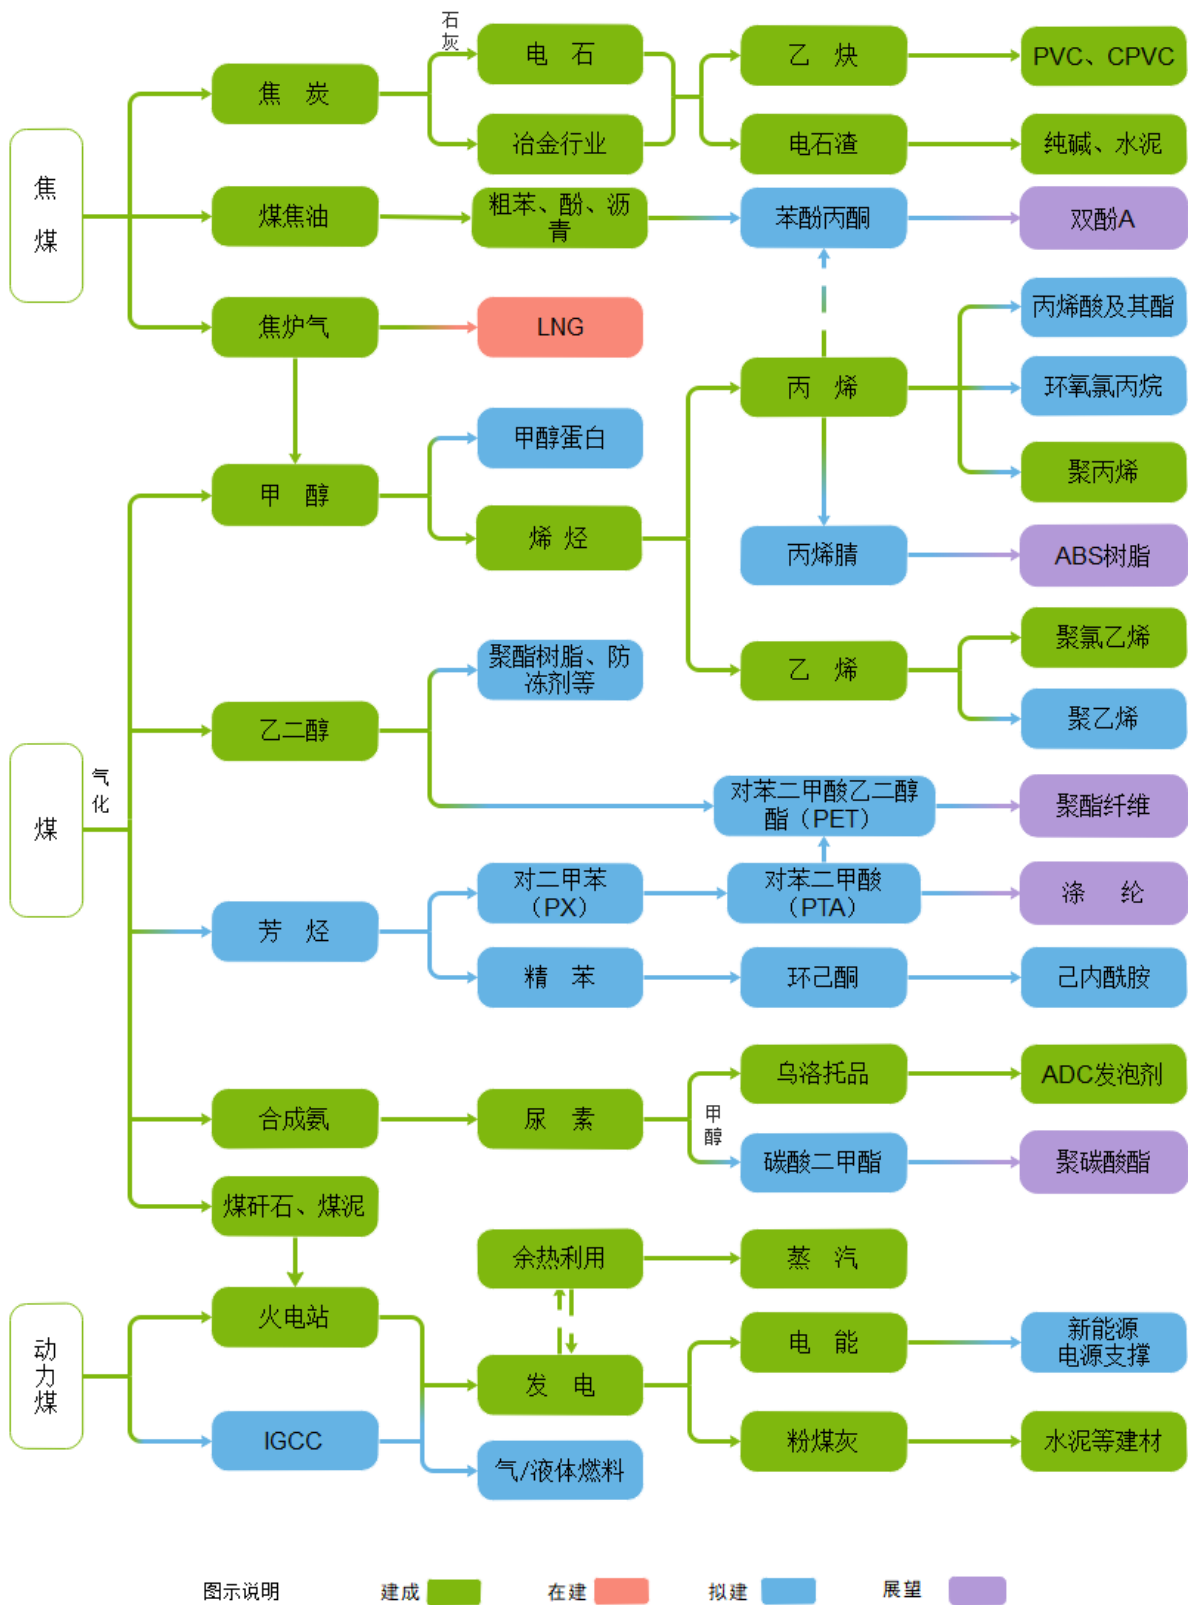 石
灰
电 石
乙 炔
PVC、CPVC
焦 炭
冶金行业
电石渣
纯碱、水泥
焦
煤
煤焦油
粗苯、酚、沥
青
苯酚丙酮
双酚A
焦炉气
LNG
丙烯酸及其酯
丙 烯
环氧氯丙烷
甲醇蛋白
聚丙烯
甲 醇
烯 烃
丙烯腈
ABS树脂
聚酯树脂、防
冻剂等
乙 烯
聚氯乙烯
聚乙烯
乙二醇
煤
气
化
对苯二甲酸乙二醇
酯（PET）
聚酯纤维
芳 烃
对二甲苯
（PX）
对苯二甲酸
（PTA）
涤 纶
精 苯
环己酮
己内酰胺
乌洛托品
ADC发泡剂
合成氨
尿 素
甲
醇
碳酸二甲酯
聚碳酸酯
煤矸石、煤泥
余热利用
蒸 汽
动
力
煤
火电站
电 能
新能源
电源支撑
发 电
IGCC
粉煤灰
水泥等建材
气/液体燃料
图示说明 建成 在建 拟建 展望